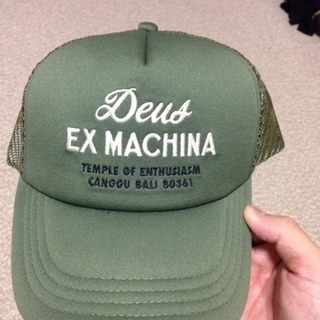 Deus
EX MACHINA
TEMPLE OF ENTHUSIASM
CANGGU BALI 80361